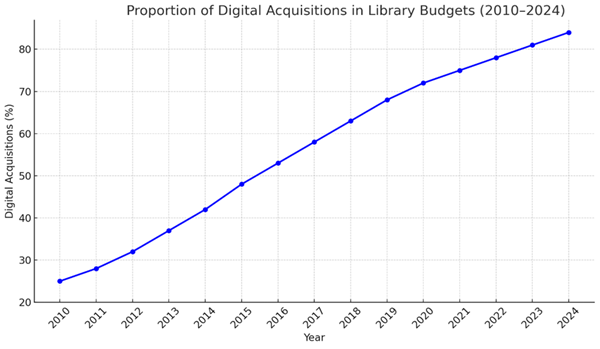 Proportion of Digital Acquisitions in Library Budgets (2010–2024)
Digital Acquisitions (%)
80
70
60
50
40
30
20
2010 2011 2012 2013 2014 2015 2016 2017 2018 2019 2020 2021 2022 2023 2024
Year